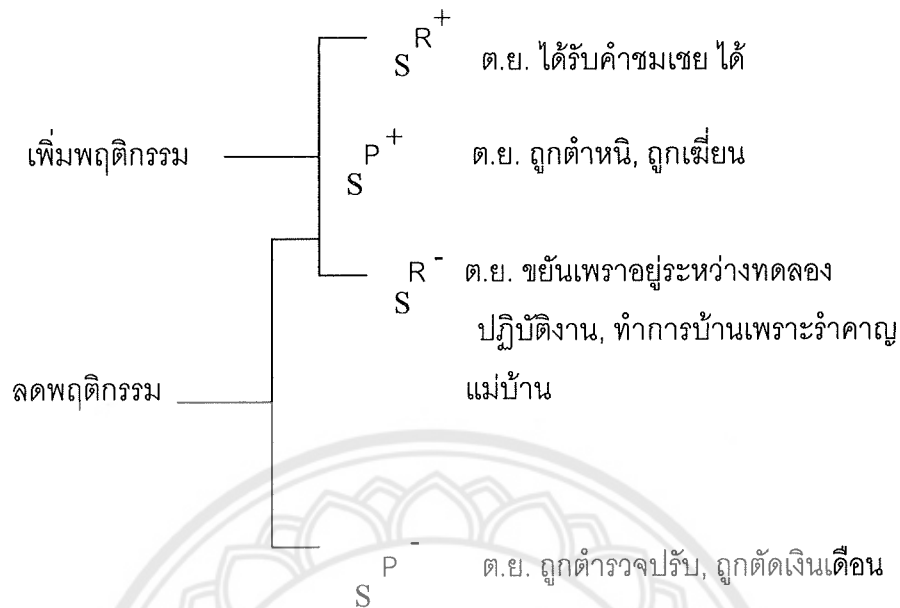 S R + ต.ย. ได้รับคำชมเชย ได้
เพิ่มพฤติกรรม S P + ต.ย. ถูกตำหนิ, ถูกเฆี่ยน
S R - ต.ย. ขยันเพราอยู่ระหว่างทดลอง
ปฏิบัติงาน, ทำการบ้านเพราะรำคาญ
ลดพฤติกรรม แม่บ้าน
S P - ต.ย. ถูกตำรวจปรับ, ถูกตัดเงินเดือน